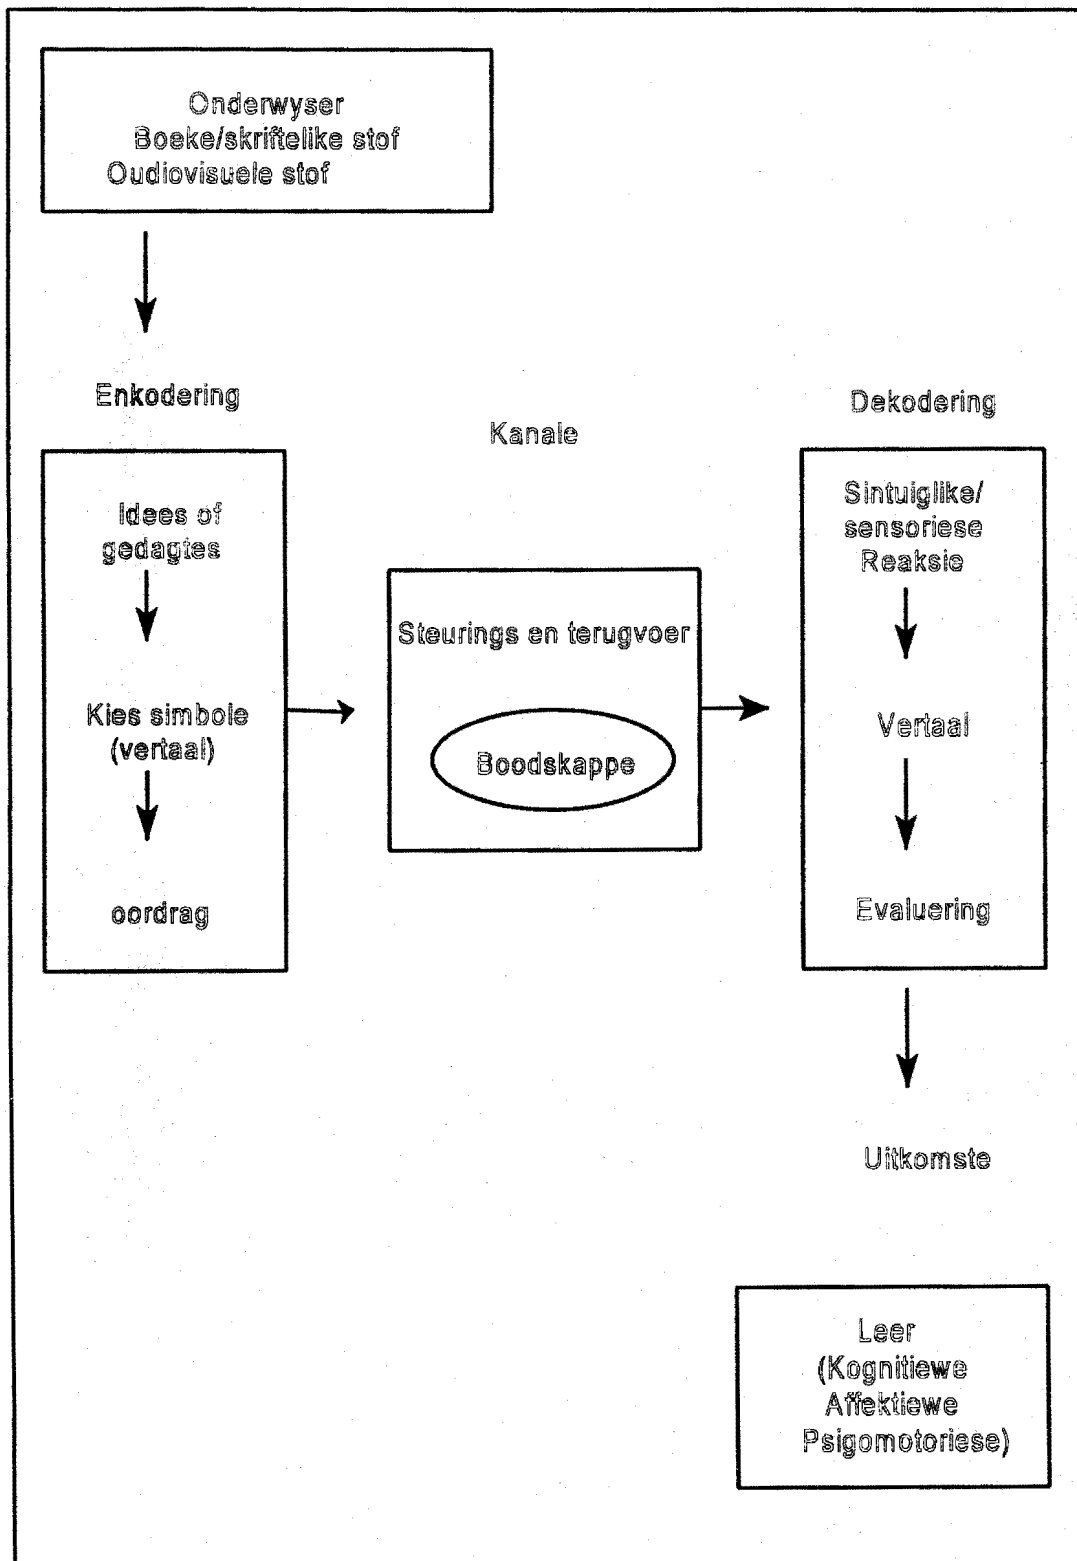 Onderwyser
Boeke/skriftelike stof
Oudiovisuele stof
Enkodering
Idees of
gedagtes
Kies simbole
(vertaal)
oordrag
Kanale
Steurings en terugvoer
Boodskappe
Dekodering
Sintuiglike/
sensoriese
Reaksie
Vertaal
Evaluering
Uitkomste
Leer
(Kognitiewe
Affektiewe
Psigomotoriese)